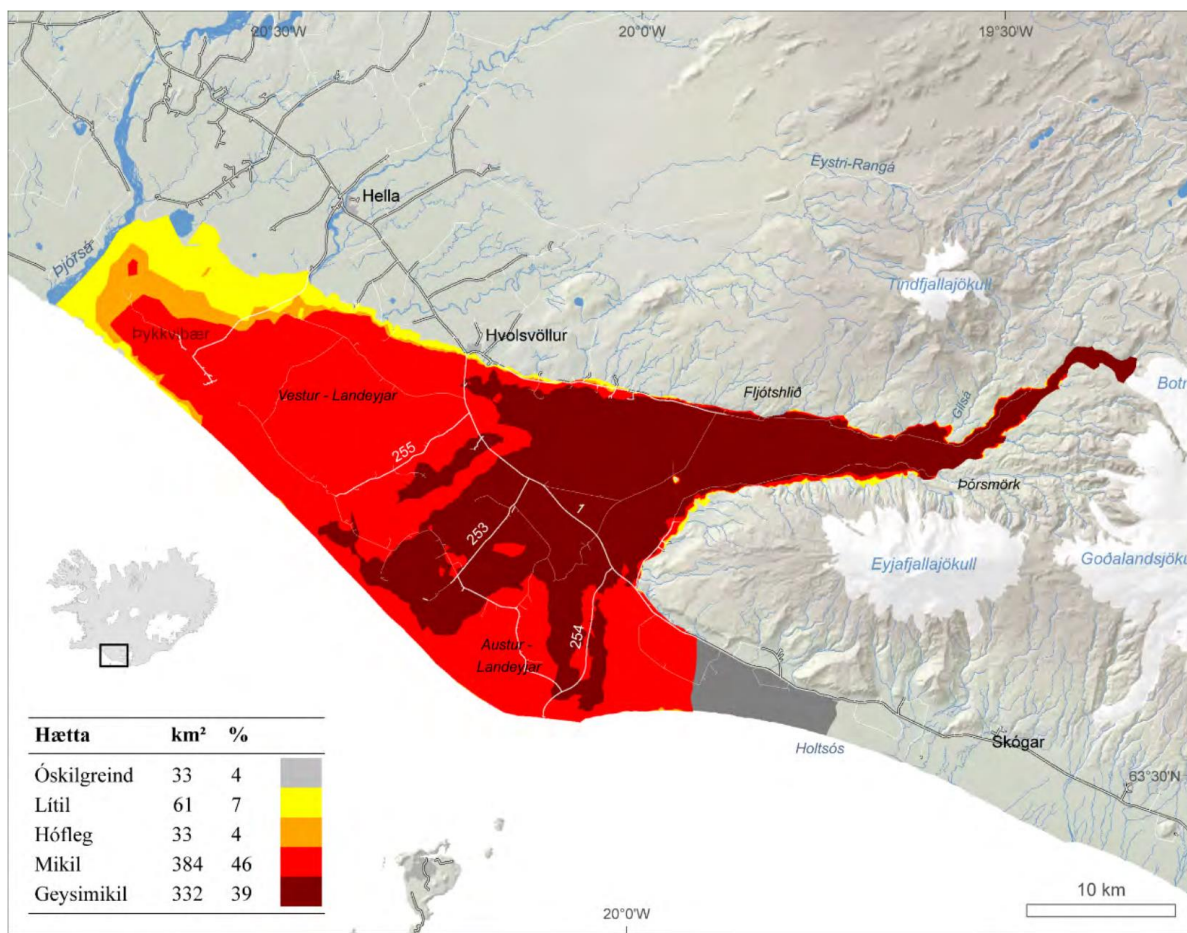 20°30'W
20°0'W
19°30'W
Eystri-Rangá
Hella
Þjórsá
Tindfjallajökull
Þykkvibær
Hvolsvöllur
Vestur - Landeyjar
Fljótshlið
Gilsá
Botn
255
Þórsmörk
1
253
Eyjafjallajökull
Goðalandsjöku
254
Austur -
Landeyjar
Holtsós
Skógar
63°30'N
Hætta km² %
Óskilgreind 33 4
Lítil 61 7
Hófleg 33 4
Mikil 384 46
Geysimikil 332 39
20°0'W
10 km